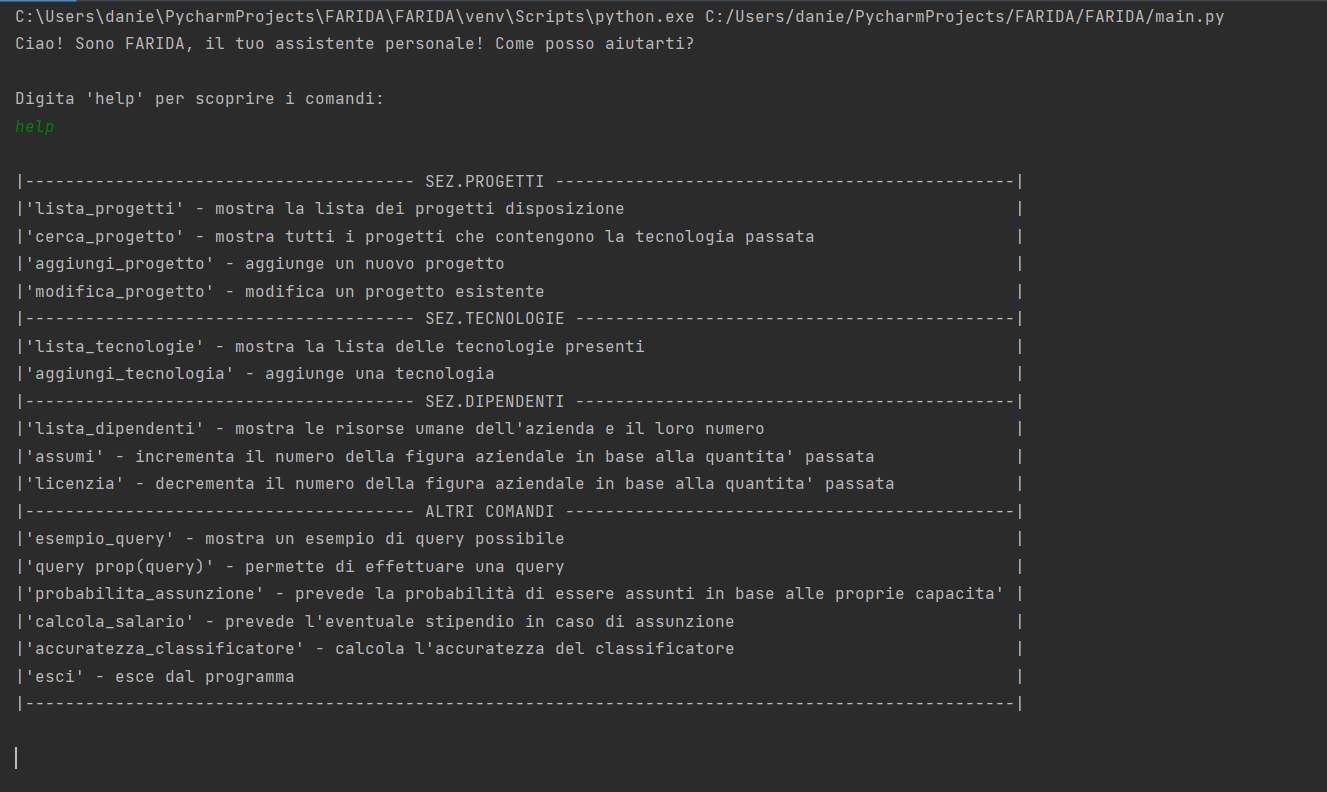 C:\Users\danie\PycharmProjects\FARIDA\FARIDA\venv\Scripts\python.exe C:/Users/danie/PycharmProjects/FARIDA/FARIDA/main.py
Ciao! Sono FARIDA, il tuo assistente personale! Come posso aiutarti?
Digita 'help' per scoprire i comandi:
help
|--------------------------------------- SEZ.PROGETTI ----------------------------------------------|
|'lista_progetti' - mostra la lista dei progetti disposizione                                       |
|'cerca_progetto' - mostra tutti i progetti che contengono la tecnologia passata                    |
|'aggiungi_progetto' - aggiunge un nuovo progetto                                                   |
|'modifica_progetto' - modifica un progetto esistente                                               |
|--------------------------------------- SEZ.TECNOLOGIE --------------------------------------------|
|'lista_tecnologie' - mostra la lista delle tecnologie presenti                                     |
|'aggiungi_tecnologia' - aggiunge una tecnologia                                                    |
|--------------------------------------- SEZ.DIPENDENTI --------------------------------------------|
|'lista_dipendenti' - mostra le risorse umane dell'azienda e il loro numero                         |
|'assumi' - incrementa il numero della figura aziendale in base alla quantita' passata              |
|'licenzia' - decrementa il numero della figura aziendale in base alla quantita' passata            |
|--------------------------------------- ALTRI COMANDI ---------------------------------------------|
|'esempio_query' - mostra un esempio di query possibile                                             |
|'query prop(query)' - permette di effettuare una query                                             |
|'probabilita_assunzione' - prevede la probabilità di essere assunti in base alle proprie capacita' |
|'calcola_salario' - prevede l'eventuale stipendio in caso di assunzione                            |
|'accuratezza_classificatore' - calcola l'accuratezza del classificatore                            |
|'esci' - esce dal programma                                                                        |
|---------------------------------------------------------------------------------------------------|